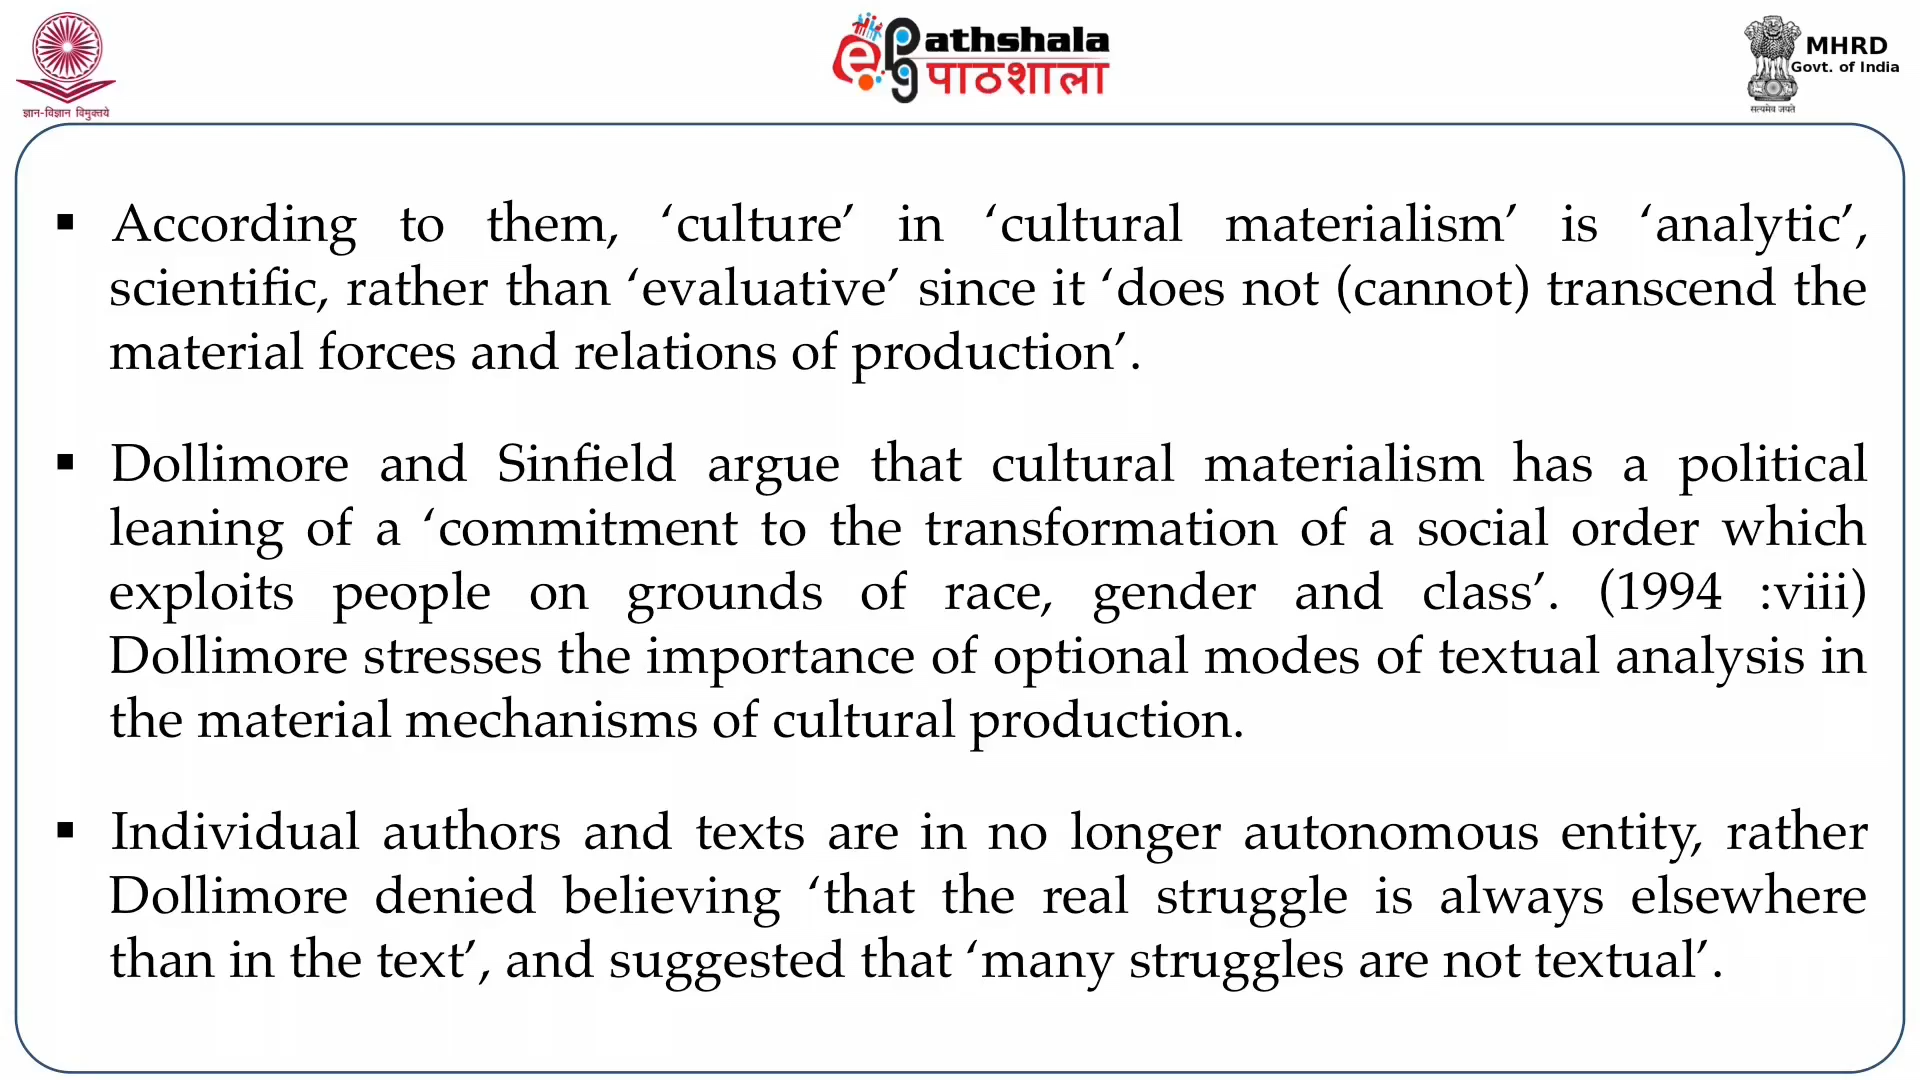 ज्ञान-विज्ञान विमुक्तये
ePathshala
पाठशाला
MHRD
Govt. of India
सत्यमेव जयते
▪ According to them, ‘culture’ in ‘cultural materialism’ is ‘analytic’,
scientific, rather than ‘evaluative’ since it ‘does not (cannot) transcend the
material forces and relations of production’.
▪ Dollimore and Sinfield argue that cultural materialism has a political
leaning of a ‘commitment to the transformation of a social order which
exploits people on grounds of race, gender and class’. (1994 :viii)
Dollimore stresses the importance of optional modes of textual analysis in
the material mechanisms of cultural production.
▪ Individual authors and texts are in no longer autonomous entity, rather
Dollimore denied believing ‘that the real struggle is always elsewhere
than in the text’, and suggested that ‘many struggles are not textual’.